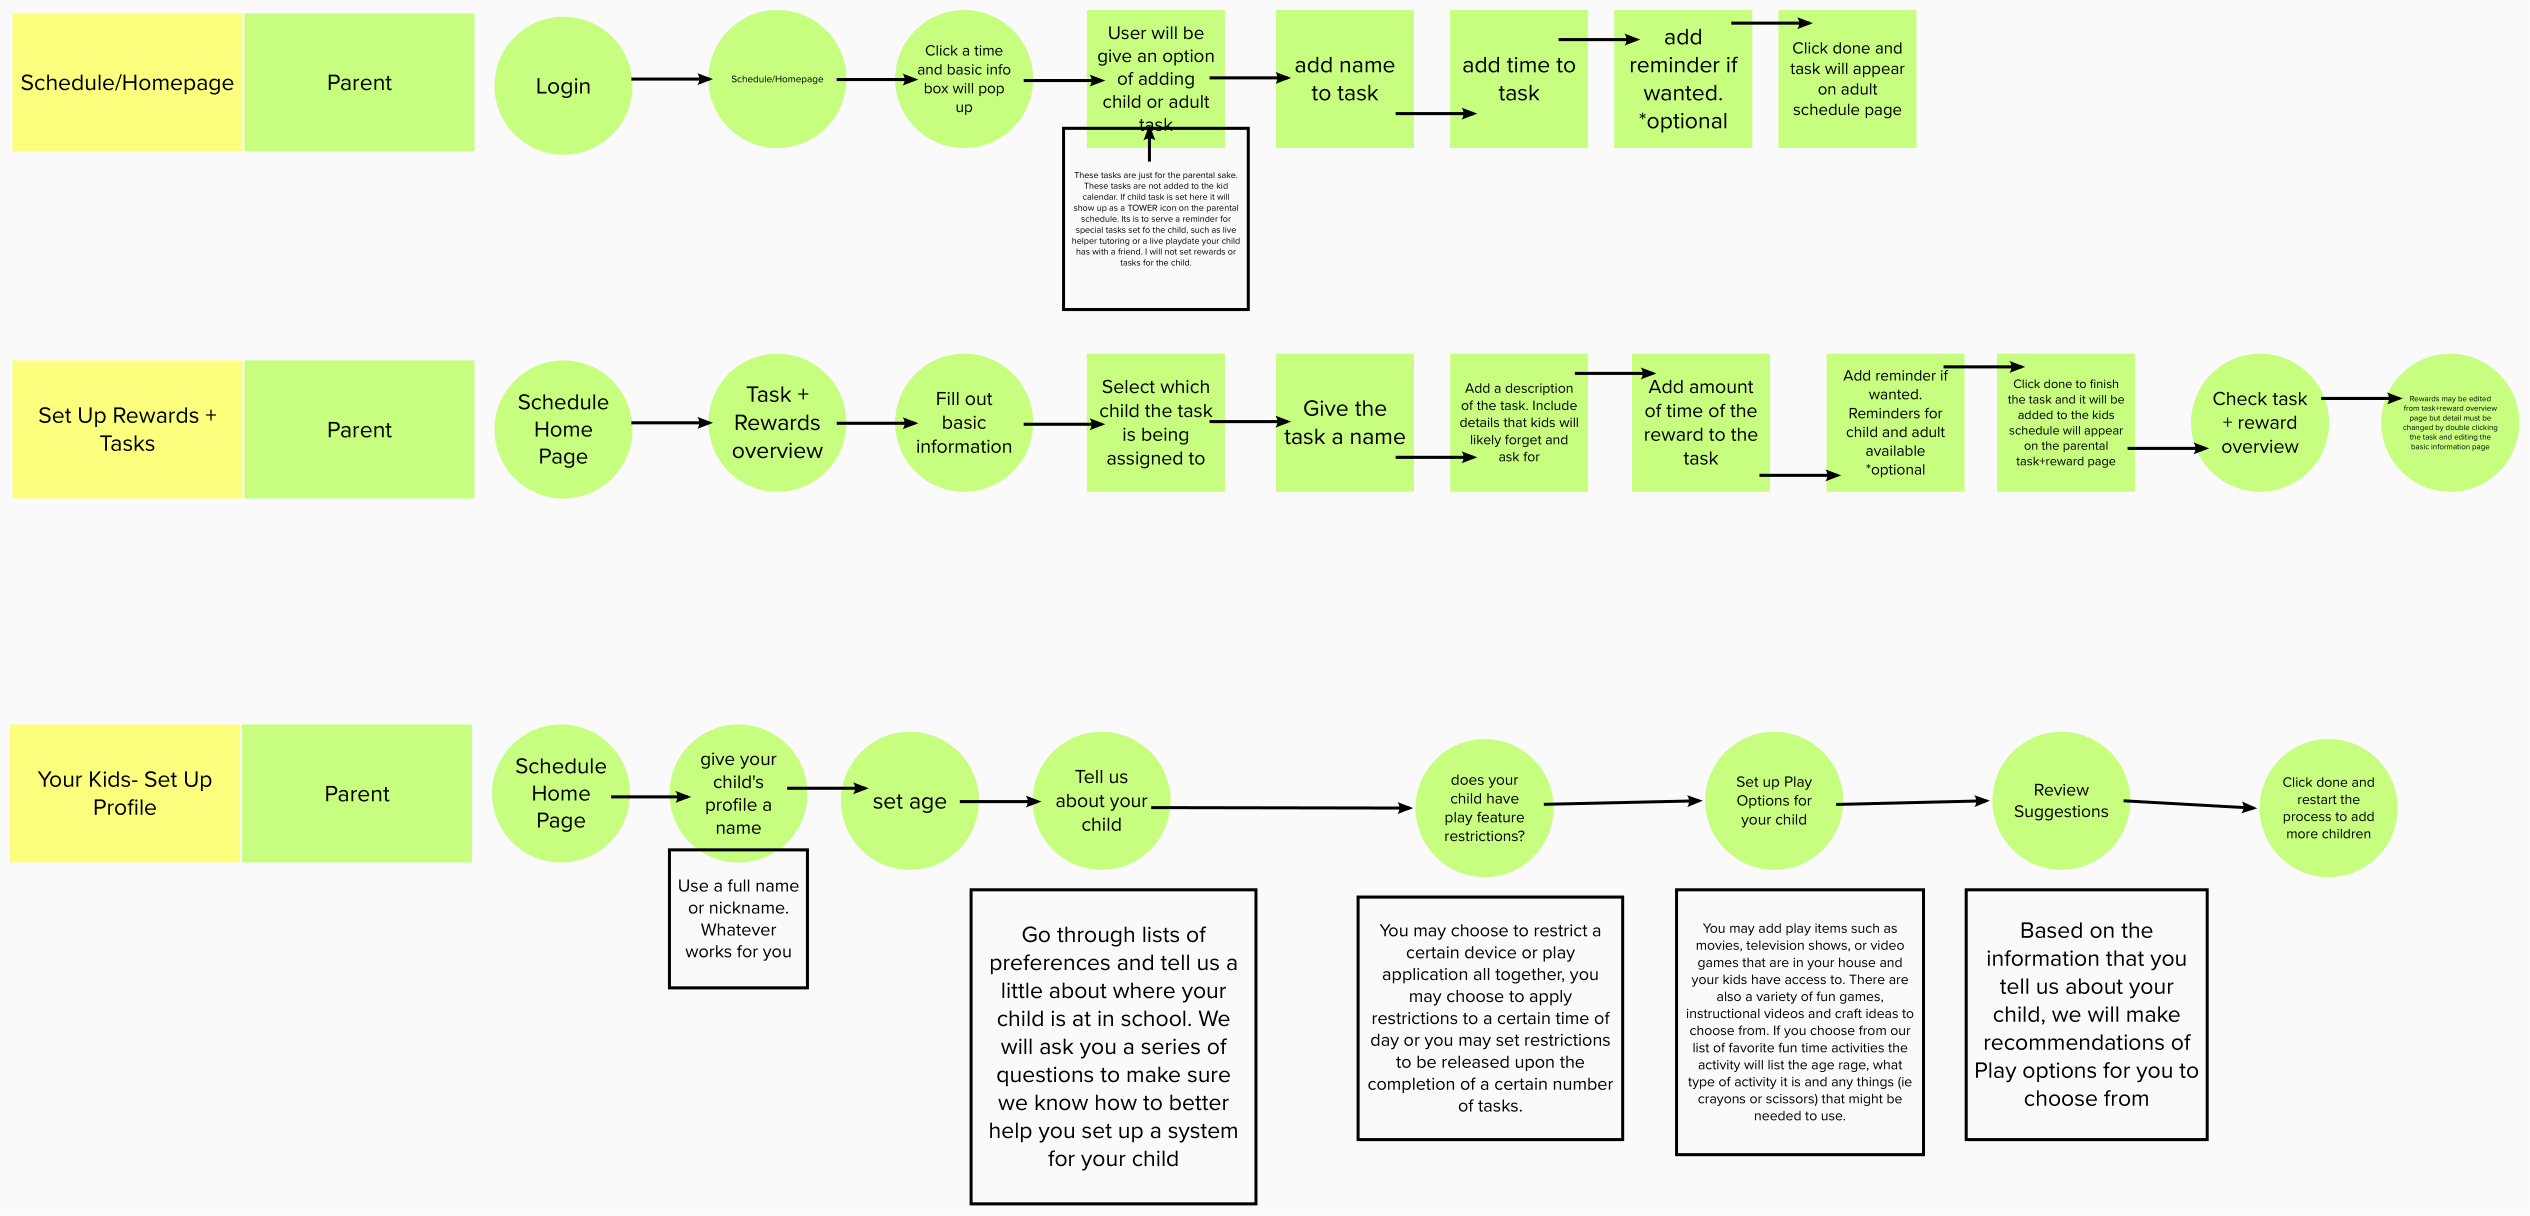 Schedule/Homepage
Parent
Login
Schedule/Homepage
Click a time
and basic info
box will pop
up
User will be
give an option
of adding
child or adult
task
add name
to task
add time to
task
add
reminder if
wanted.
*optional
Click done and
task will appear
on adult
schedule page
These tasks are just for the parental sake.
These tasks are not added to the kid
calendar. If child task is set here it will
show up as a TOWER icon on the parental
schedule. Its is to serve a reminder for
special tasks set fo the child, such as live
helper tutoring or a live playdate your child
has with a friend. I will not set rewards or
tasks for the child.
Set Up Rewards +
Tasks
Parent
Schedule
Home
Page
Task +
Rewards
overview
Fill out
basic
information
Select which
child the task
is being
assigned to
Give the
task a name
Add a description
of the task. Include
details that kids will
likely forget and
ask for
Add amount
of time of the
reward to the
task
Add reminder if
wanted.
Reminders for
child and adult
available
*optional
Click done to finish
the task and it will be
added to the kids
schedule will appear
on the parental
task+reward page
Check task
+ reward
overview
Rewards may be edited
from task+reward overview
page but detail must be
changed by double clicking
the task and editing the
basic information page
Your Kids- Set Up
Profile
Parent
Schedule
Home
Page
give your
child's
profile a
name
set age
Tell us
about your
child
does your
child have
play feature
restrictions?
Set up Play
Options for
your child
Review
Suggestions
Click done and
restart the
process to add
more children
Use a full name
or nickname.
Whatever
works for you
Go through lists of
preferences and tell us a
little about where your
child is at in school. We
will ask you a series of
questions to make sure
we know how to better
help you set up a system
for your child
You may choose to restrict a
certain device or play
application all together, you
may choose to apply
restrictions to a certain time of
day or you may set restrictions
to be released upon the
completion of a certain number
of tasks.
You may add play items such as
movies, television shows, or video
games that are in your house and
your kids have access to. There are
also a variety of fun games,
instructional videos and craft ideas to
choose from. If you choose from our
list of favorite fun time activities the
activity will list the age rage, what
type of activity it is and any things (ie
crayons or scissors) that might be
needed to use.
Based on the
information that you
tell us about your
child, we will make
recommendations of
Play options for you to
choose from